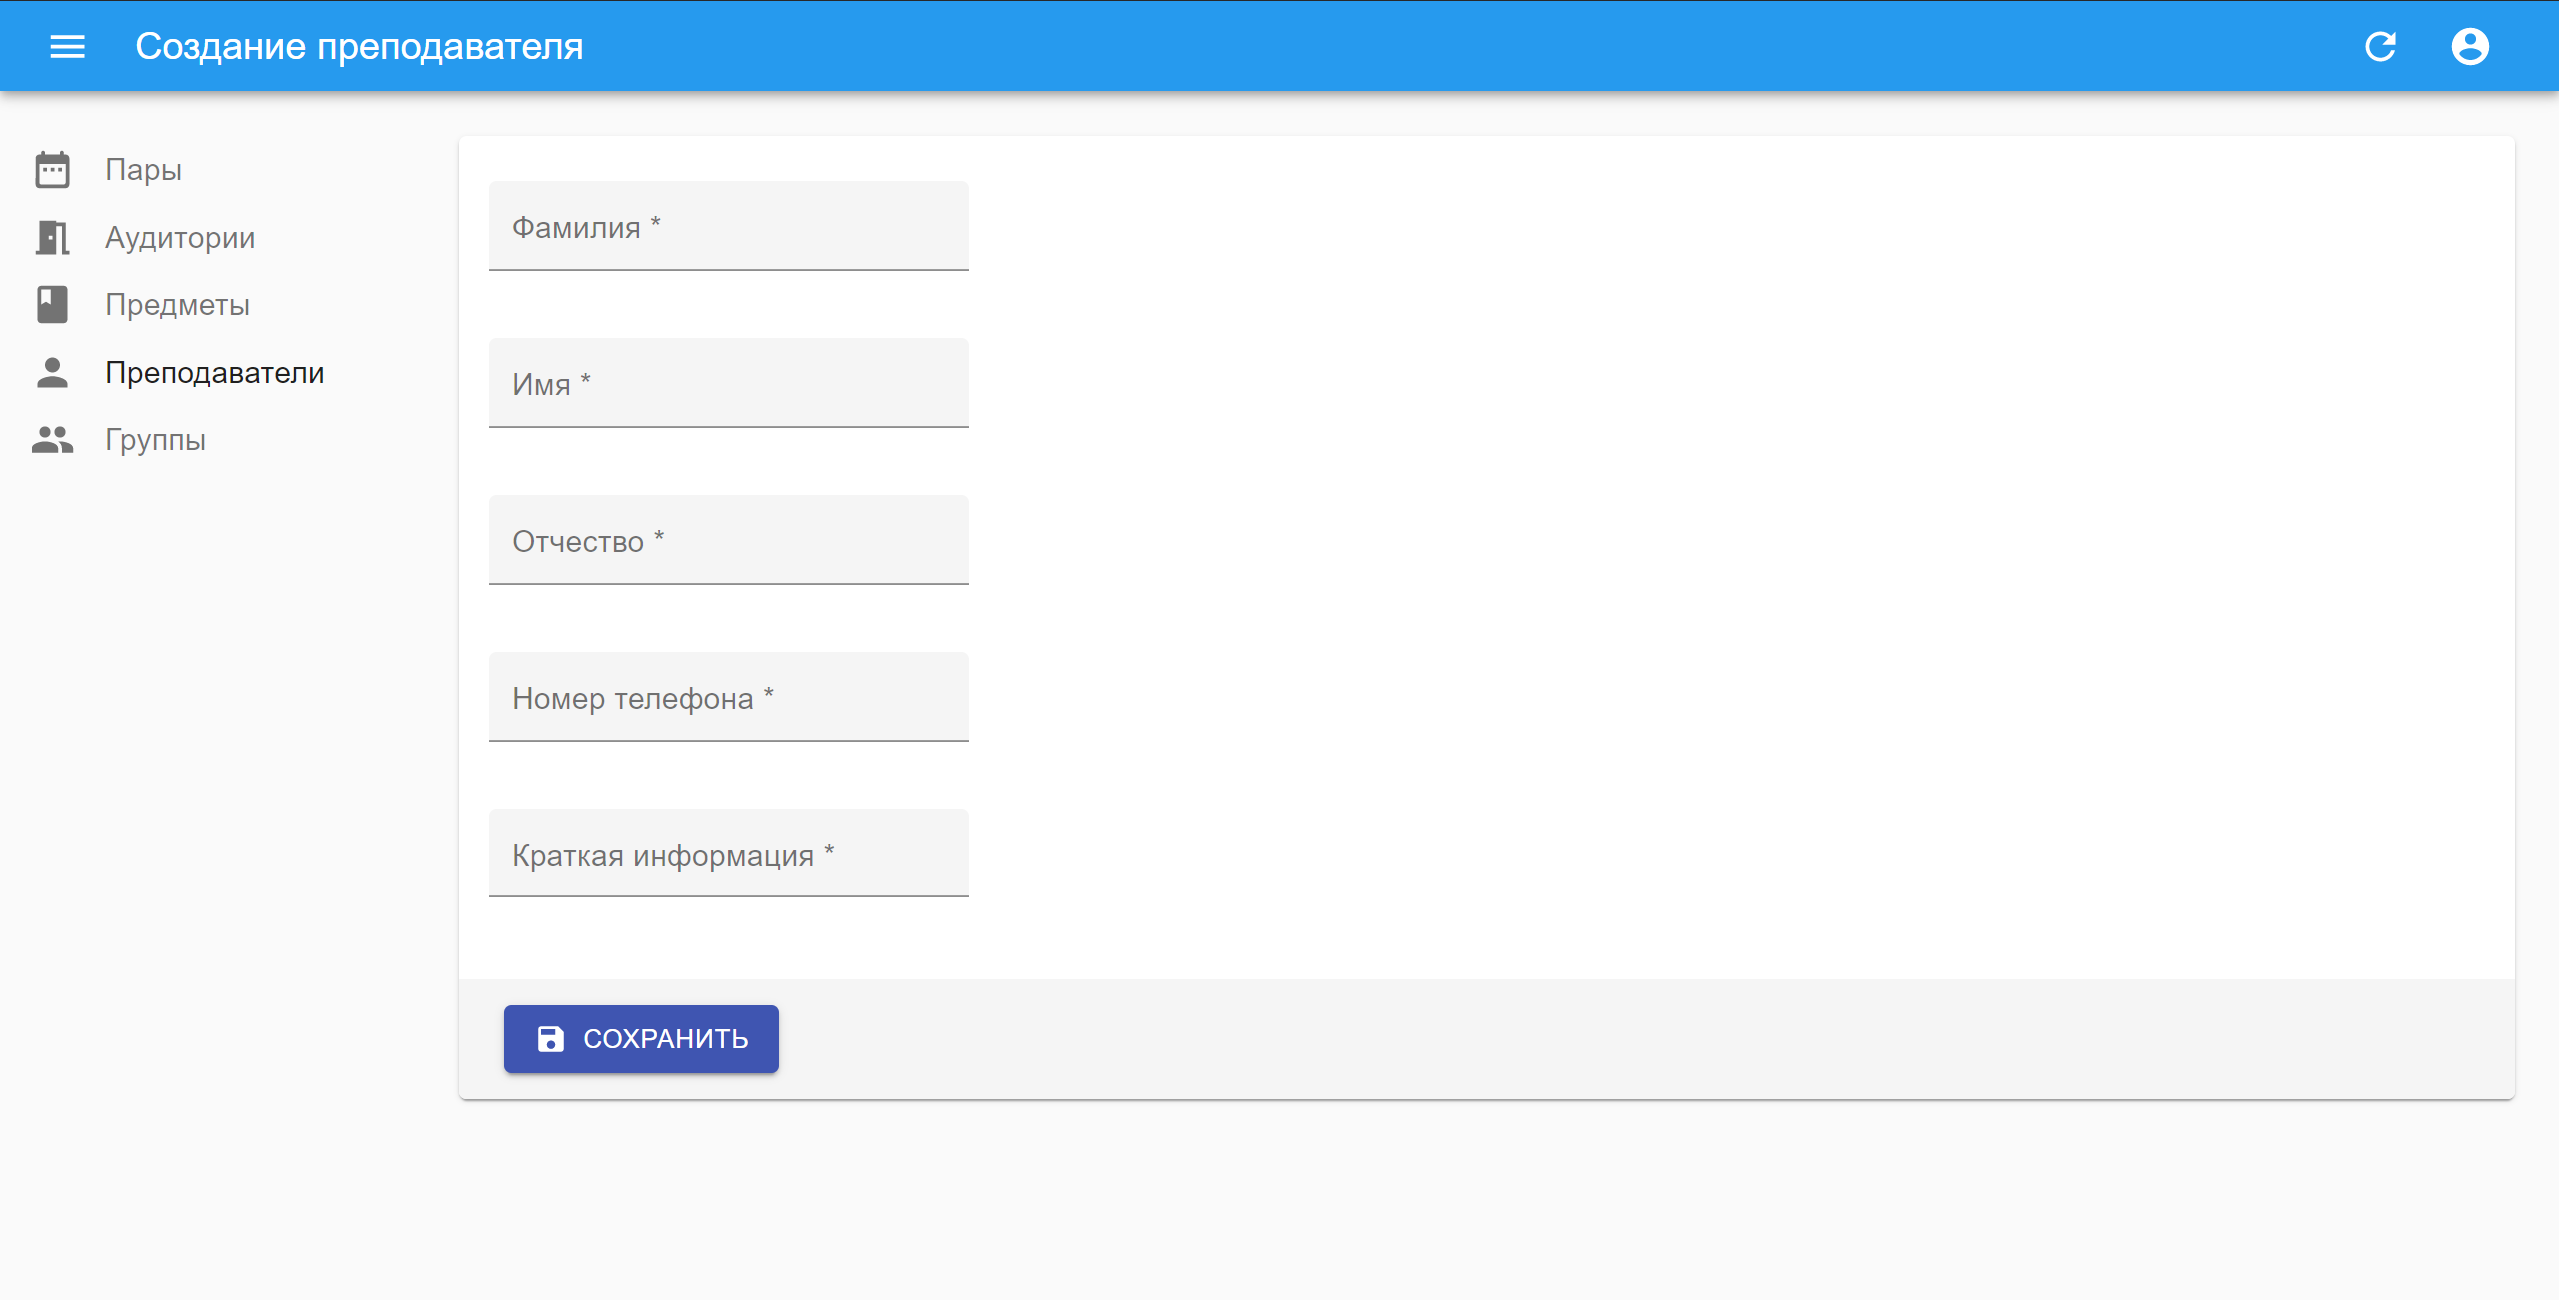 Создание преподавателя
Пары
Аудитории
Предметы
Преподаватели
Группы
Фамилия *
Имя *
Отчество *
Номер телефона *
Краткая информация *
СОХРАНИТЬ